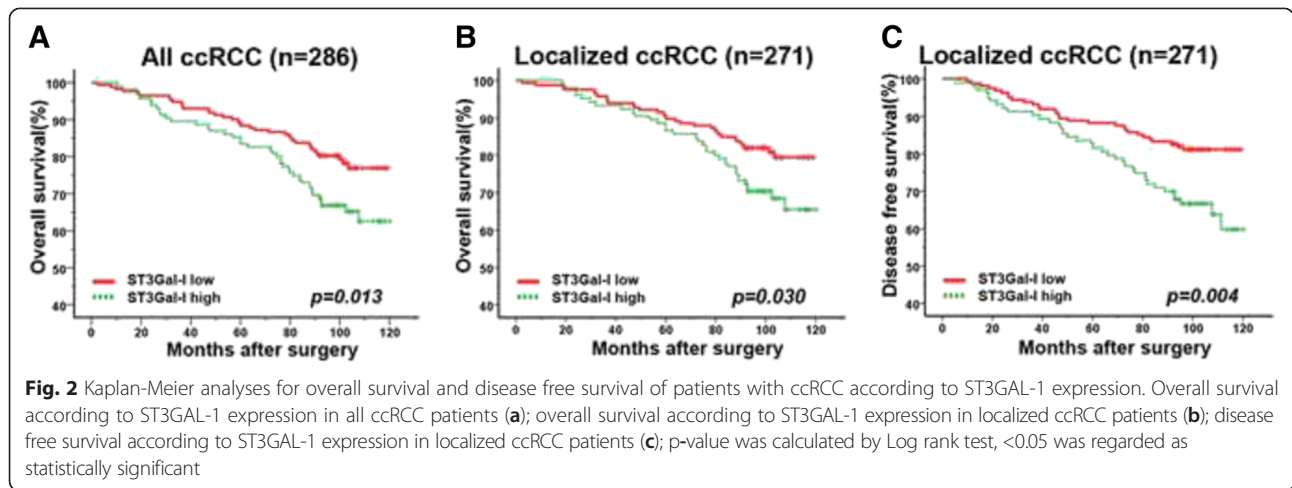 A
All ccRCC (n=286)
Overall survival(%)
100
90
80
70
60
50
40
ST3Gal-I low
ST3Gal-I high
p=0.013
0 20 40 60 80 100 120
Months after surgery
B
Localized ccRCC (n=271)
Overall survival(%)
100
90
80
70
60
50
40
ST3Gal-I low
ST3Gal-I high
p=0.030
0 20 40 60 80 100 120
Months after surgery
C
Localized ccRCC (n=271)
Disease free survival(%)
100
90
80
70
60
50
40
ST3Gal-I low
ST3Gal-I high
p=0.004
0 20 40 60 80 100 120
Months after surgery
Fig. 2 Kaplan-Meier analyses for overall survival and disease free survival of patients with ccRCC according to ST3GAL-1 expression. Overall survival
according to ST3GAL-1 expression in all ccRCC patients (a); overall survival according to ST3GAL-1 expression in localized ccRCC patients (b); disease
free survival according to ST3GAL-1 expression in localized ccRCC patients (c); p-value was calculated by Log rank test, <0.05 was regarded as
statistically significant